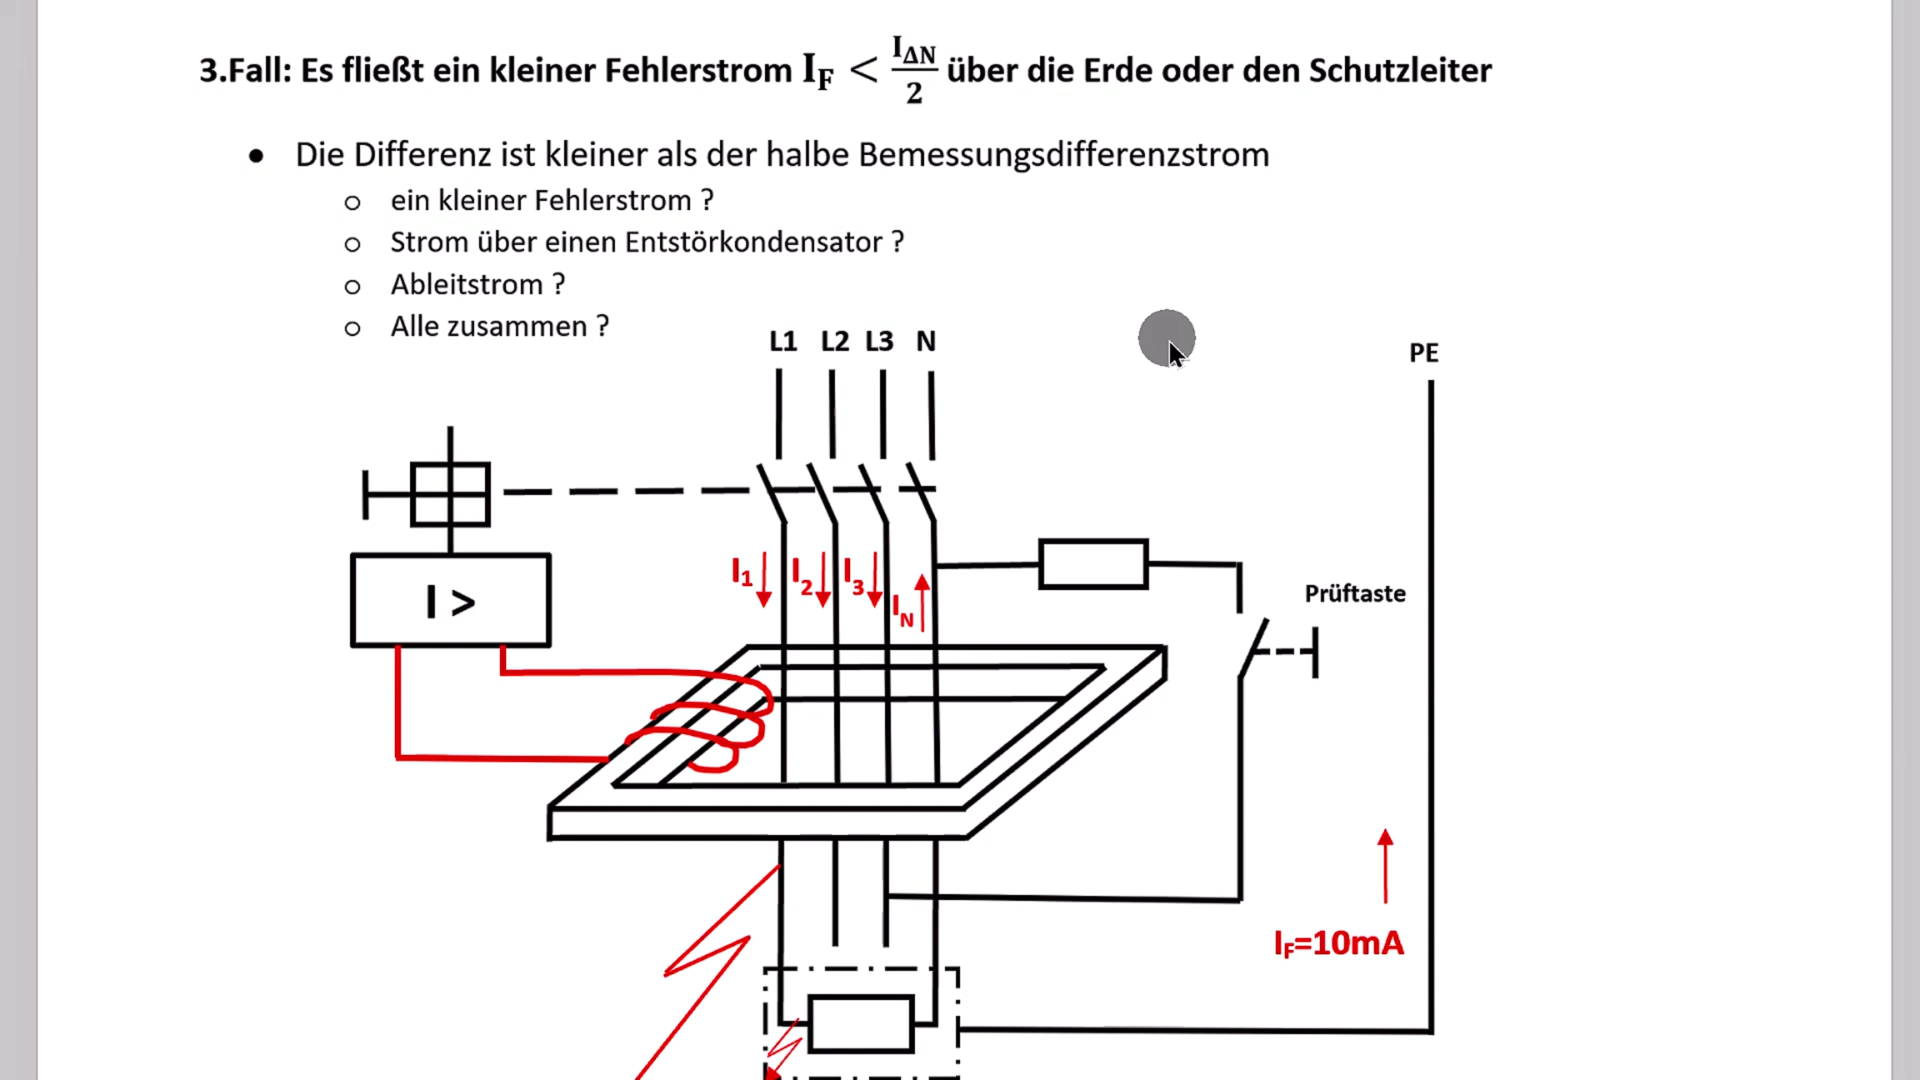 3.Fall: Es fließt ein kleiner Fehlerstrom I_F < I_ΔN/2 über die Erde oder den Schutzleiter
• Die Differenz ist kleiner als der halbe Bemessungsdifferenzstrom
o ein kleiner Fehlerstrom ?
o Strom über einen Entstörkondensator ?
o Ableitstrom ?
o Alle zusammen ?
L1 L2 L3 N
PE
I1 I2 I3
IN
Prüftaste
I >
IF=10mA